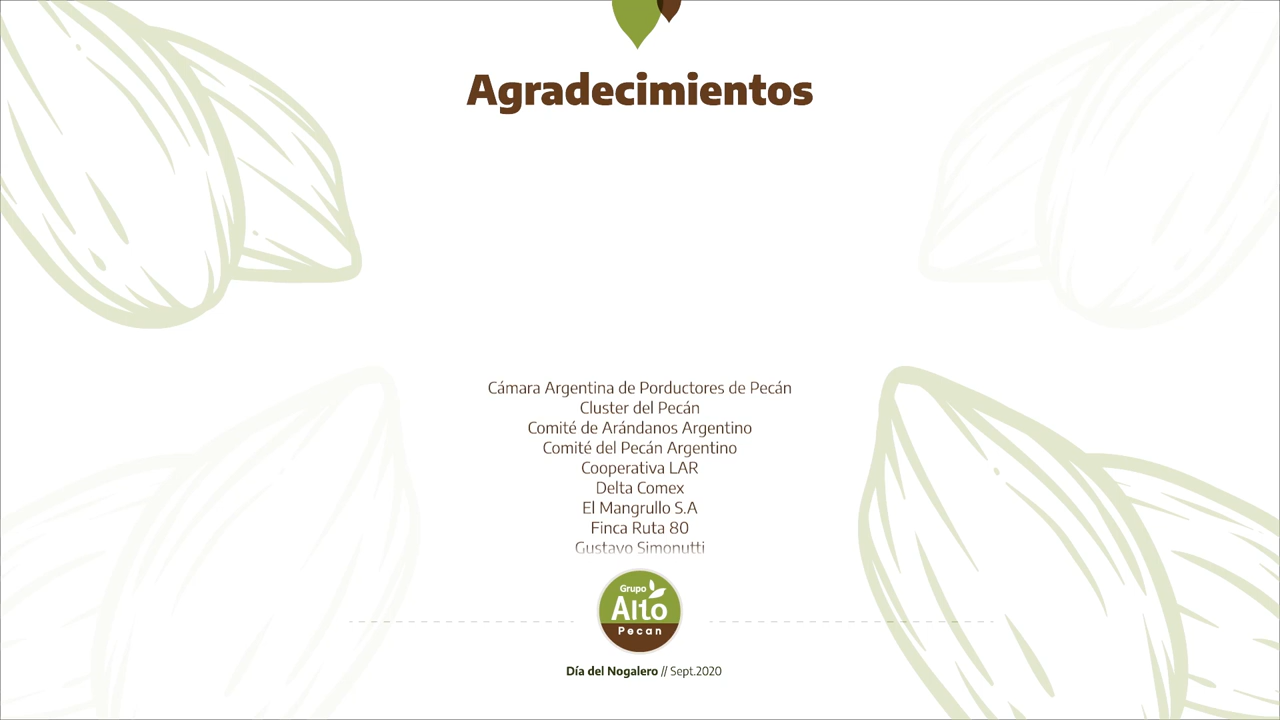 Agradecimientos
Cámara Argentina de Porductores de Pecán
Cluster del Pecán
Comité de Arándanos Argentino
Comité del Pecán Argentino
Cooperativa LAR
Delta Comex
El Mangrullo S.A
Finca Ruta 80
Gustavo Simonutti
Grupo
Alto
Pecan
Día del Nogalero // Sept.2020